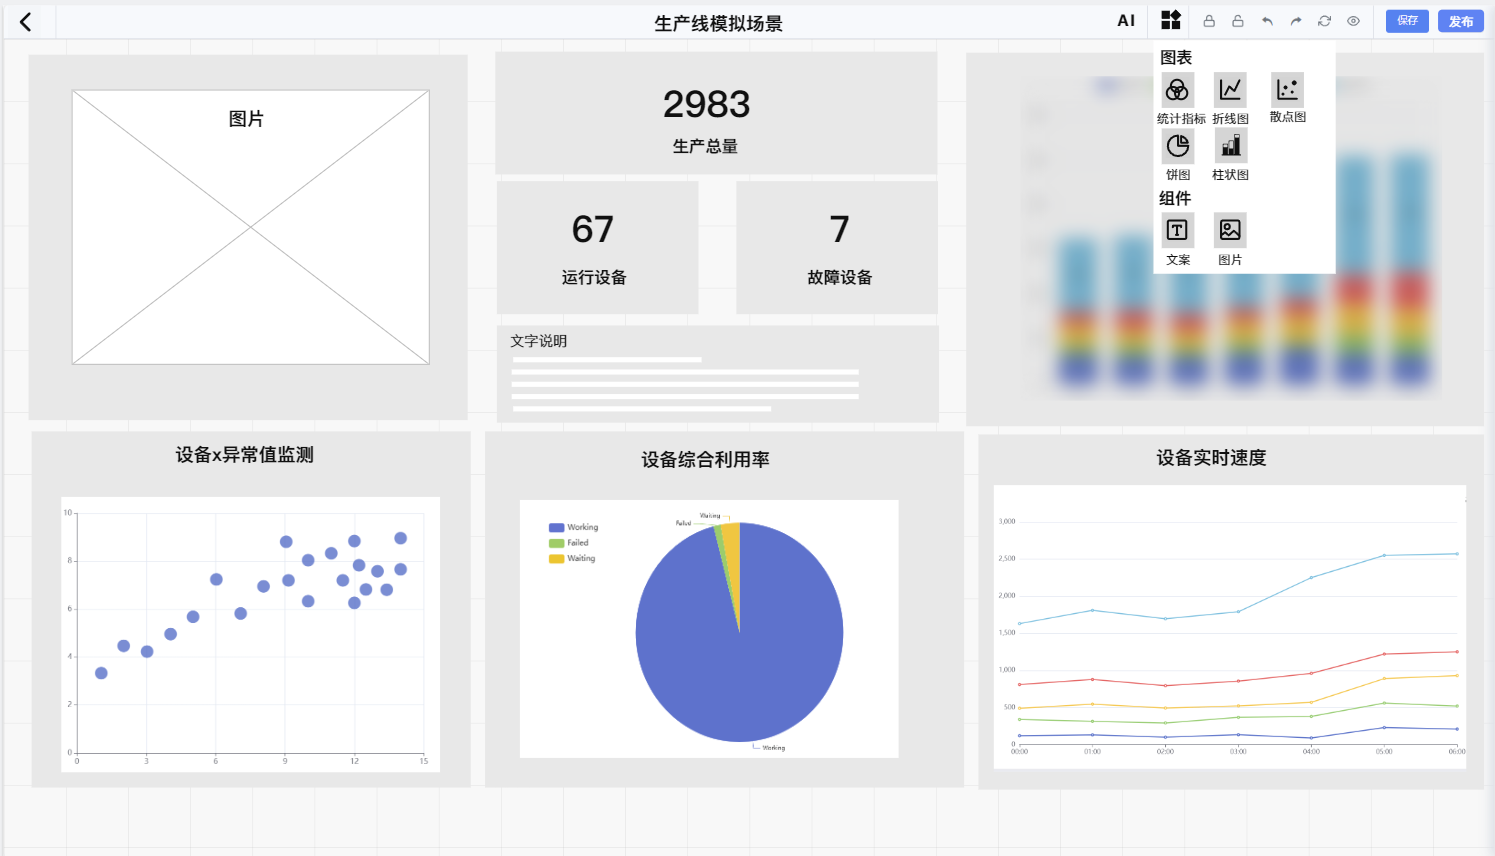 生产线模拟场景
AI
保存
发布
图表
统计指标 折线图 散点图
饼图 柱状图
组件
文案 图片
图片
2983
生产总量
67
运行设备
7
故障设备
文字说明
设备x异常值监测
10
8
6
4
2
0
0 3 6 9 12 15
设备综合利用率
Working
Failed
Waiting
Waiting
Failed
Working
设备实时速度
3,000
2,500
2,000
1,500
1,000
500
0
00:00 01:00 02:00 03:00 04:00 05:00 06:00